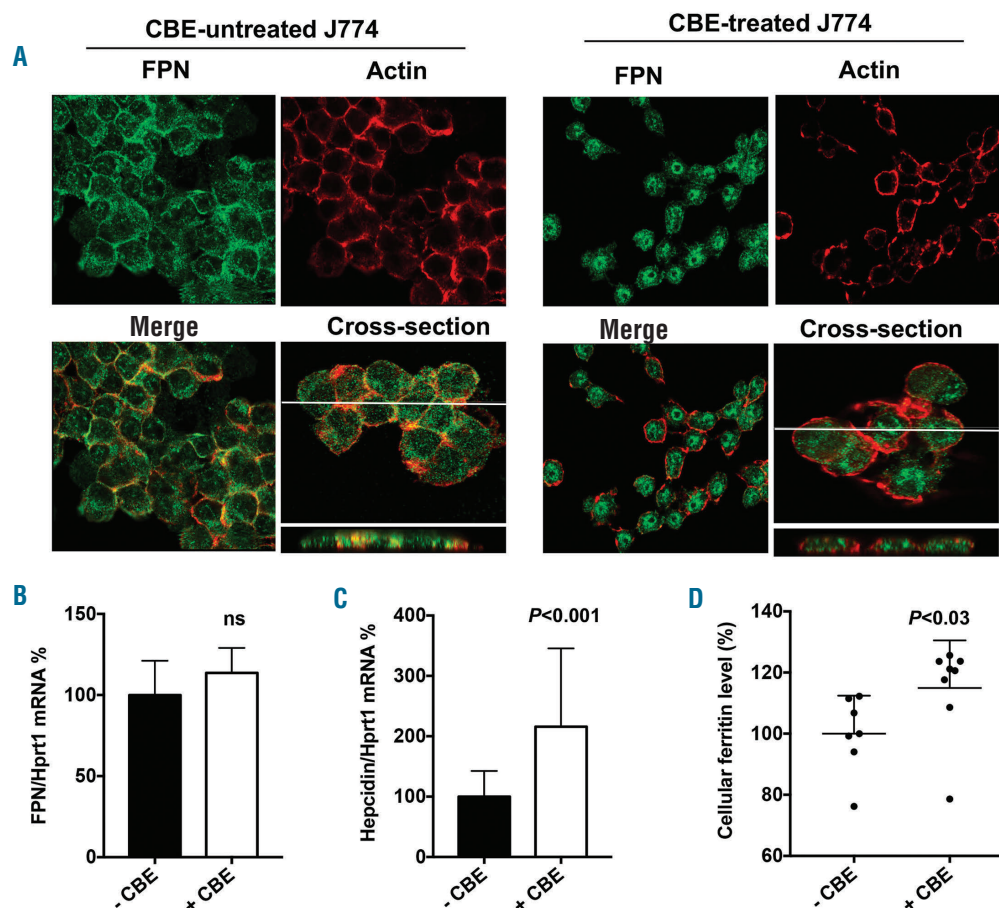 A
CBE-untreated J774
FPN
Actin
Merge
Cross-section
CBE-treated J774
FPN
Actin
Merge
Cross-section
B
FPN/Hprt1 mRNA %
150
100
50
0
ns
- CBE
+ CBE
C
Hepcidin/Hprt1 mRNA %
400
300
200
100
0
P<0.001
- CBE
+ CBE
D
Cellular ferritin level (%)
140
120
100
80
60
P<0.03
- CBE
+ CBE